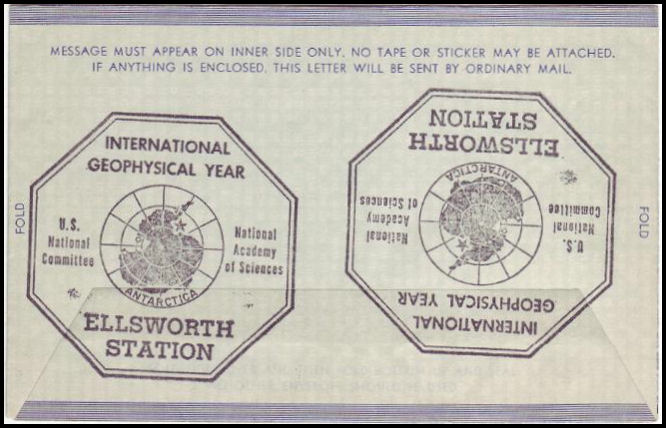 MESSAGE MUST APPEAR ON INNER SIDE ONLY. NO TAPE OR STICKER MAY BE ATTACHED.
IF ANYTHING IS ENCLOSED, THIS LETTER WILL BE SENT BY ORDINARY MAIL.
FOLD
INTERNATIONAL
GEOPHYSICAL YEAR
U.S.
National
Committee
National
Academy
of Sciences
ANTARCTICA
ELLSWORTH
STATION
INTERNATIONAL
GEOPHYSICAL YEAR
U.S.
National
Committee
National
Academy
of Sciences
ANTARCTICA
ELLSWORTH
STATION
FOLD